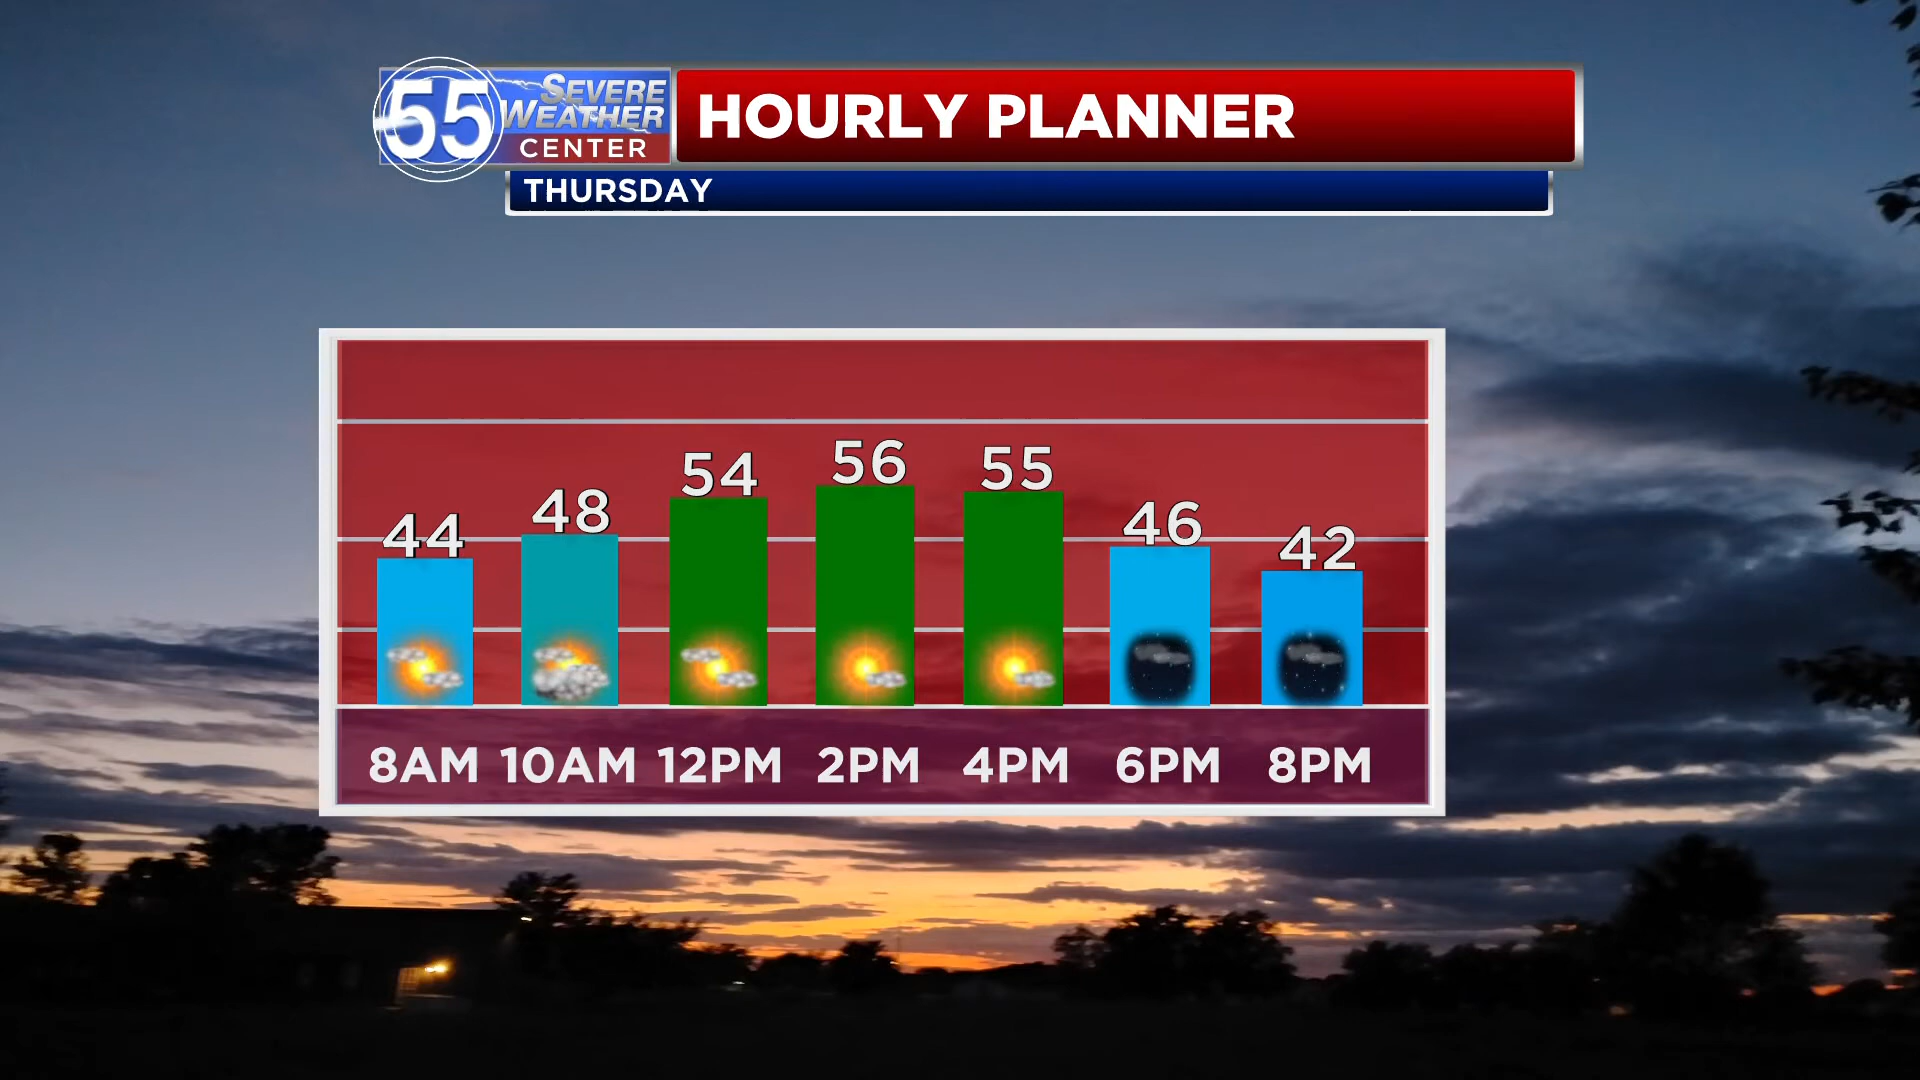 55
SEVERE
WEATHER
CENTER
HOURLY PLANNER
THURSDAY
44 48 54 56 55 46 42
8AM 10AM 12PM 2PM 4PM 6PM 8PM